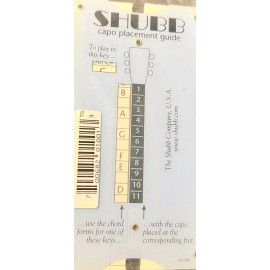 SHUBB
capo placement guide
To play in
this key...
C
B
A
G
F
E
D
1
2
3
4
5
6
7
8
9
10
11
The Shubb Company, U.S.A.
www.shubb.com
use the chord
forms for one of
these keys...
...with the capo
placed at the
corresponding fret.